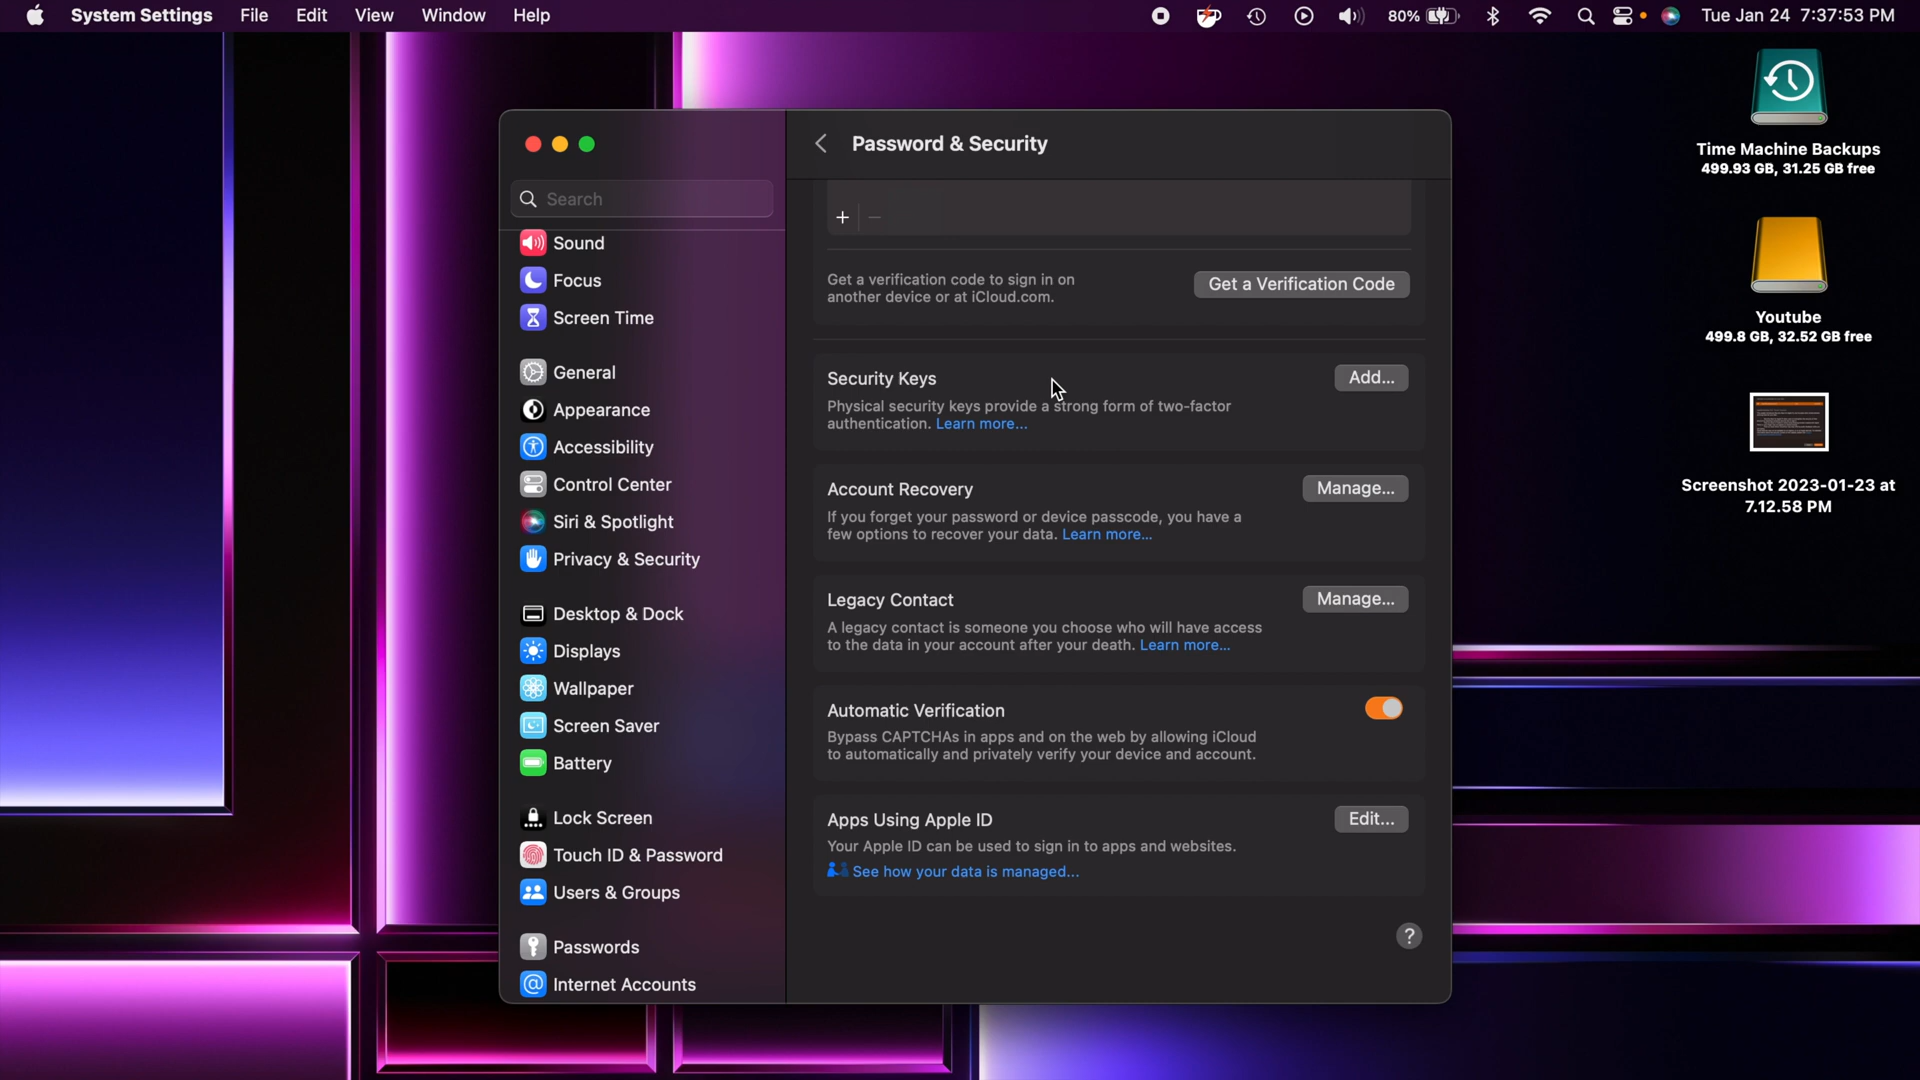 System Settings File Edit View Window Help 80% Tue Jan 24 7:37:53 PM
Search
Sound
Focus
Screen Time
General
Appearance
Accessibility
Control Center
Siri & Spotlight
Privacy & Security
Desktop & Dock
Displays
Wallpaper
Screen Saver
Battery
Lock Screen
Touch ID & Password
Users & Groups
Passwords
Internet Accounts
Password & Security
+ −
Get a verification code to sign in on
another device or at iCloud.com.
Get a Verification Code
Security Keys
Add...
Physical security keys provide a strong form of two-factor
authentication. Learn more...
Account Recovery
Manage...
If you forget your password or device passcode, you have a
few options to recover your data. Learn more...
Legacy Contact
Manage...
A legacy contact is someone you choose who will have access
to the data in your account after your death. Learn more...
Automatic Verification
Bypass CAPTCHAs in apps and on the web by allowing iCloud
to automatically and privately verify your device and account.
Apps Using Apple ID
Edit...
Your Apple ID can be used to sign in to apps and websites.
See how your data is managed...
?
Time Machine Backups
499.93 GB, 31.25 GB free
Youtube
499.8 GB, 32.52 GB free
Screenshot 2023-01-23 at
7.12.58 PM